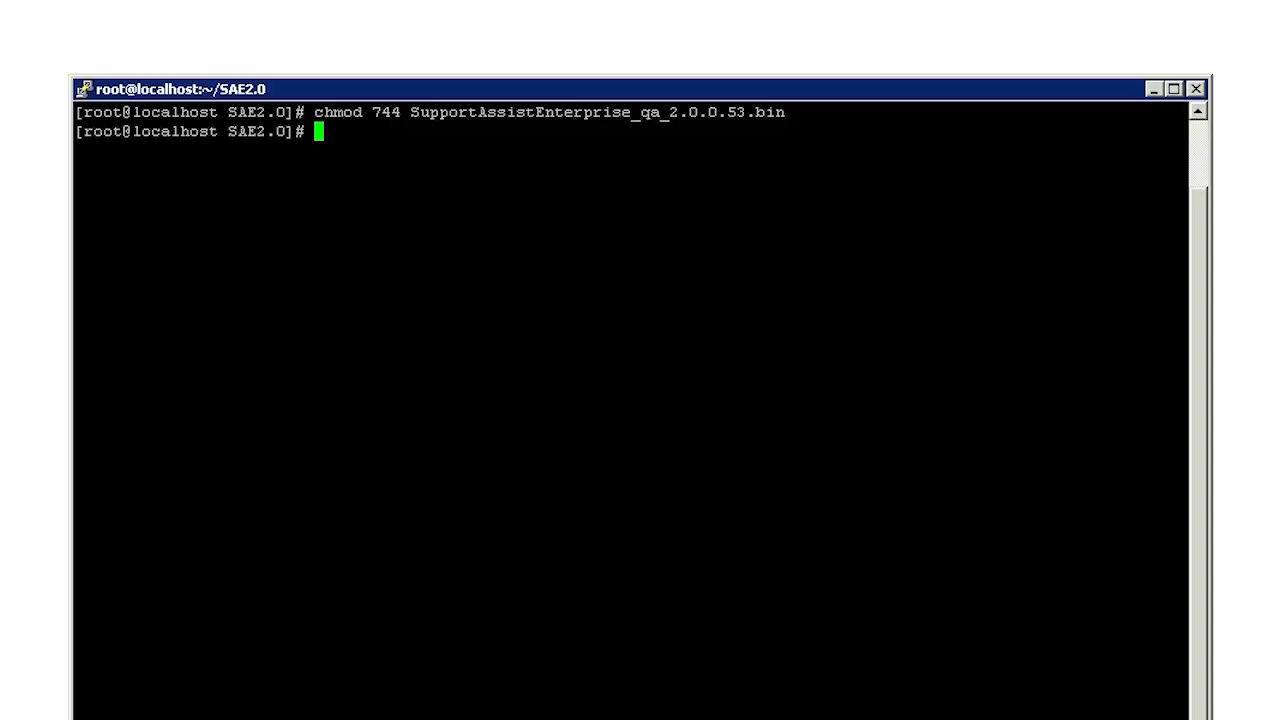 root@localhost:~/SAE2.0
[root@localhost SAE2.0]# chmod 744 SupportAssistEnterprise_qa_2.0.0.53.bin
[root@localhost SAE2.0]#